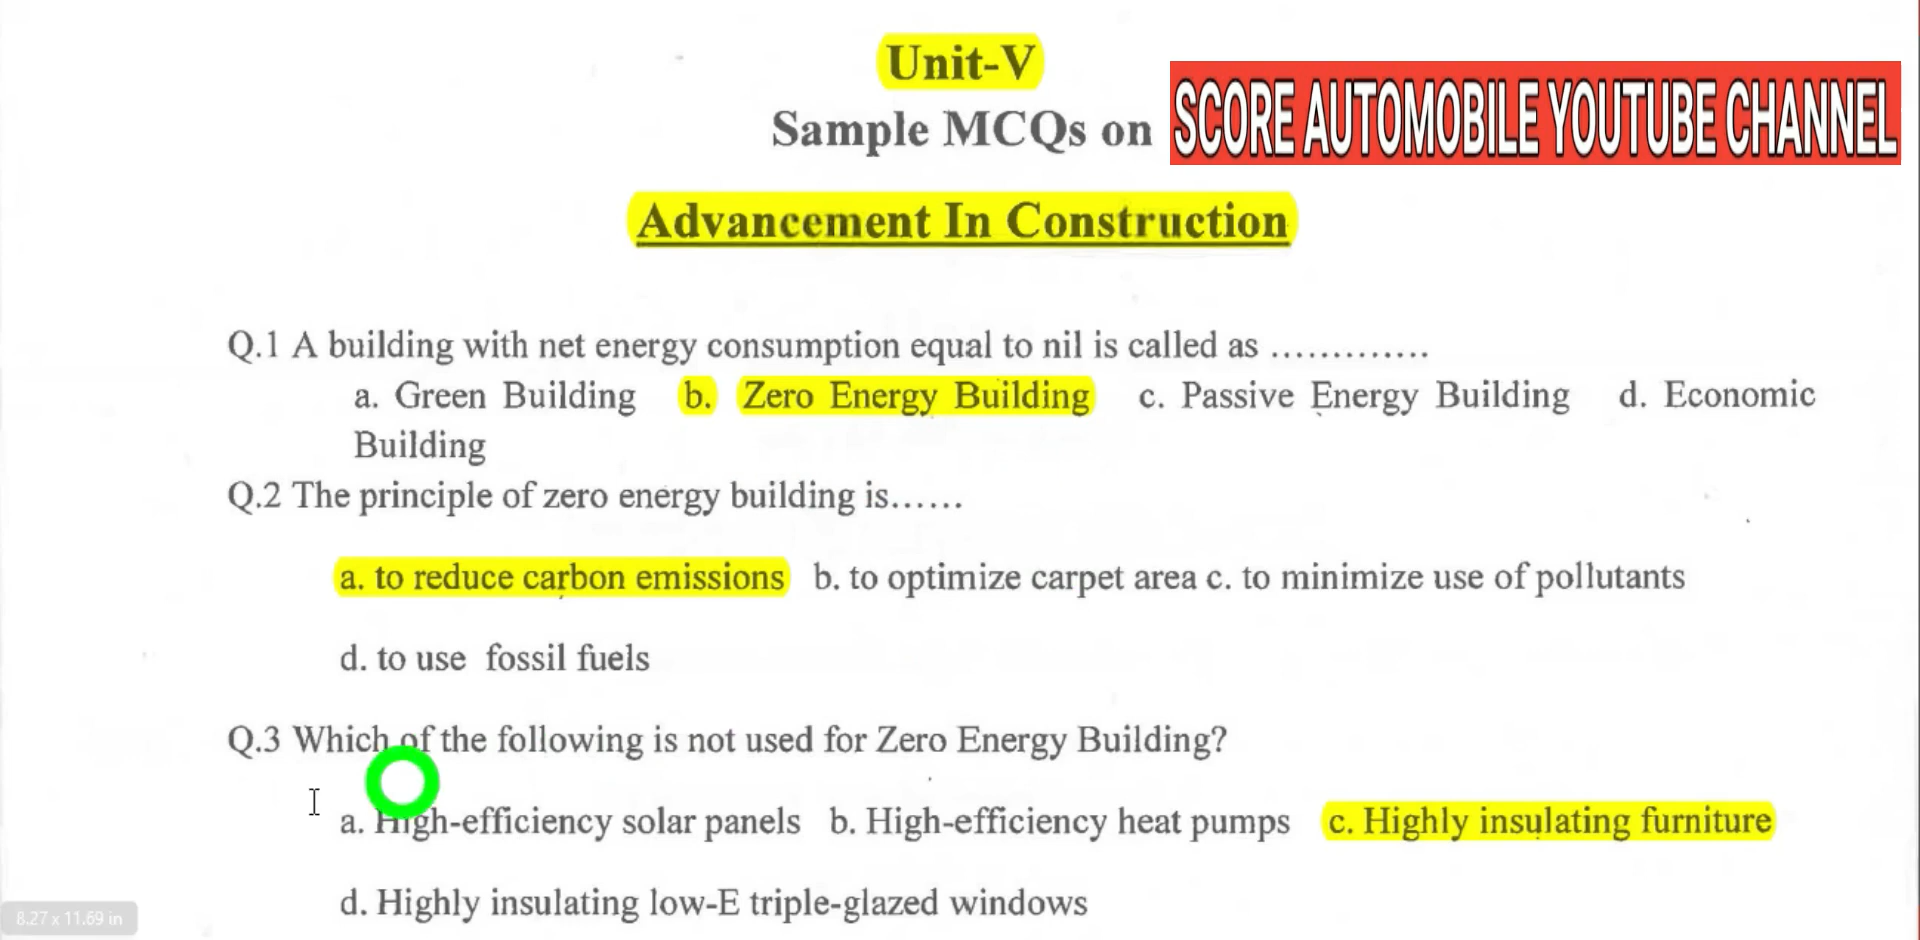 Unit-V
Sample MCQs on
SCORE AUTOMOBILE YOUTUBE CHANNEL
Advancement In Construction
Q.1 A building with net energy consumption equal to nil is called as .............
a. Green Building b. Zero Energy Building c. Passive Energy Building d. Economic
Building
Q.2 The principle of zero energy building is......
a. to reduce carbon emissions b. to optimize carpet area c. to minimize use of pollutants
d. to use fossil fuels
Q.3 Which of the following is not used for Zero Energy Building?
a. High-efficiency solar panels b. High-efficiency heat pumps c. Highly insulating furniture
d. Highly insulating low-E triple-glazed windows
8.27 x 11.69 in